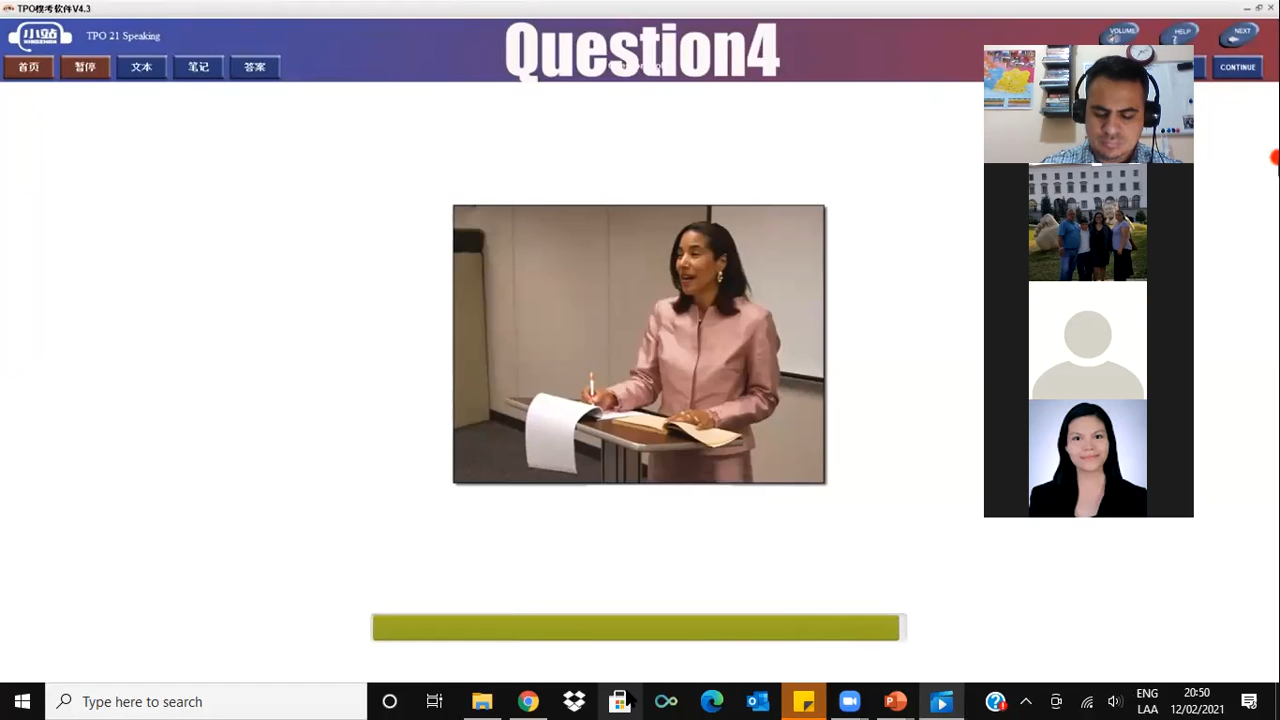 TPO模考软件V4.3
小站
TPO 21 Speaking
Question4
VOLUME
HELP
NEXT
首页
暂停
文本
笔记
答案
CONTINUE
Type here to search
ENG
LAA
20:50
12/02/2021